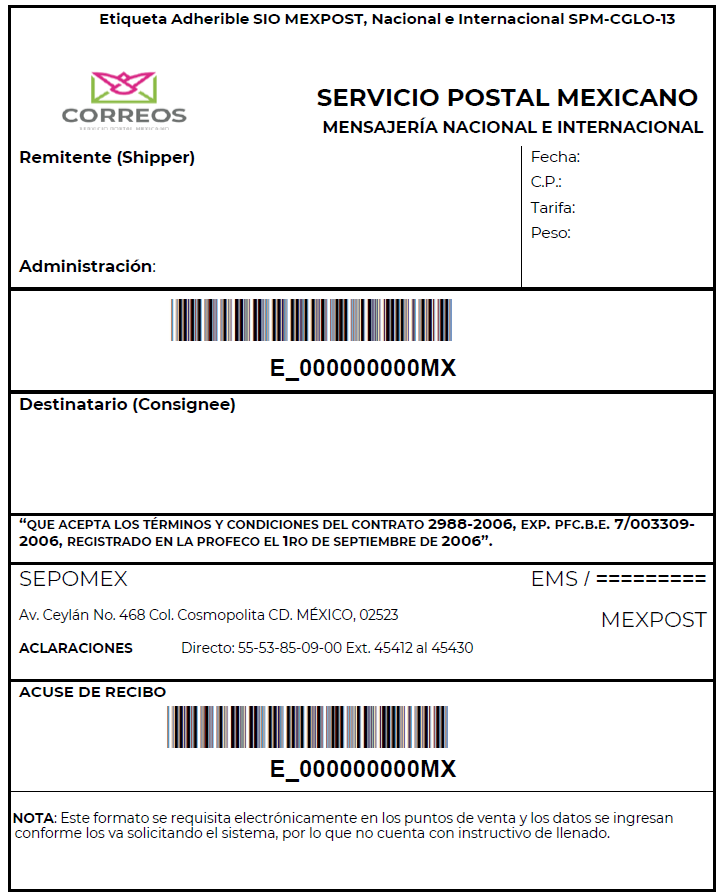 Etiqueta Adherible SIO MEXPOST, Nacional e Internacional SPM-CGLO-13
CORREOS
SERVICIO POSTAL MEXICANO
SERVICIO POSTAL MEXICANO
MENSAJERÍA NACIONAL E INTERNACIONAL
Remitente (Shipper)
Fecha:
C.P.:
Tarifa:
Peso:
Administración:
E_000000000MX
Destinatario (Consignee)
“QUE ACEPTA LOS TÉRMINOS Y CONDICIONES DEL CONTRATO 2988-2006, EXP. PFC.B.E. 7/003309-
2006, REGISTRADO EN LA PROFECO EL 1RO DE SEPTIEMBRE DE 2006”.
SEPOMEX
EMS / =========
Av. Ceylán No. 468 Col. Cosmopolita CD. MÉXICO, 02523
MEXPOST
ACLARACIONES Directo: 55-53-85-09-00 Ext. 45412 al 45430
ACUSE DE RECIBO
E_000000000MX
NOTA: Este formato se requisita electrónicamente en los puntos de venta y los datos se ingresan
conforme los va solicitando el sistema, por lo que no cuenta con instructivo de llenado.